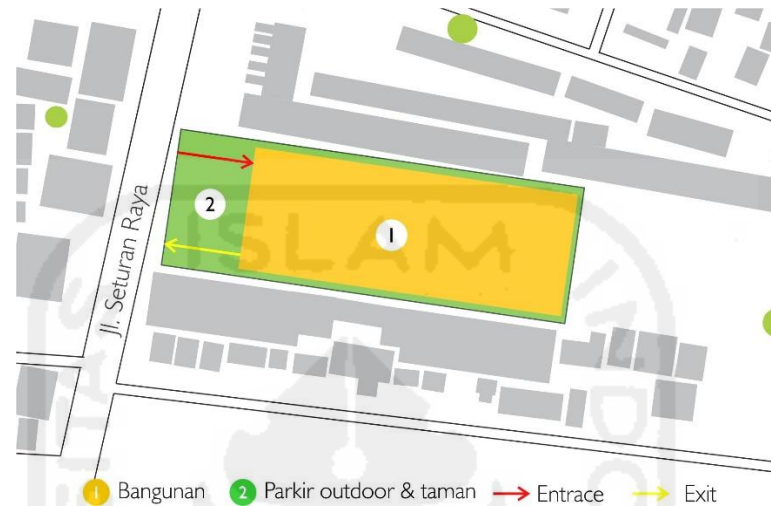 Jl. Seturan Raya
2
1
ISLAM
1 Bangunan 2 Parkir outdoor & taman Entrace Exit